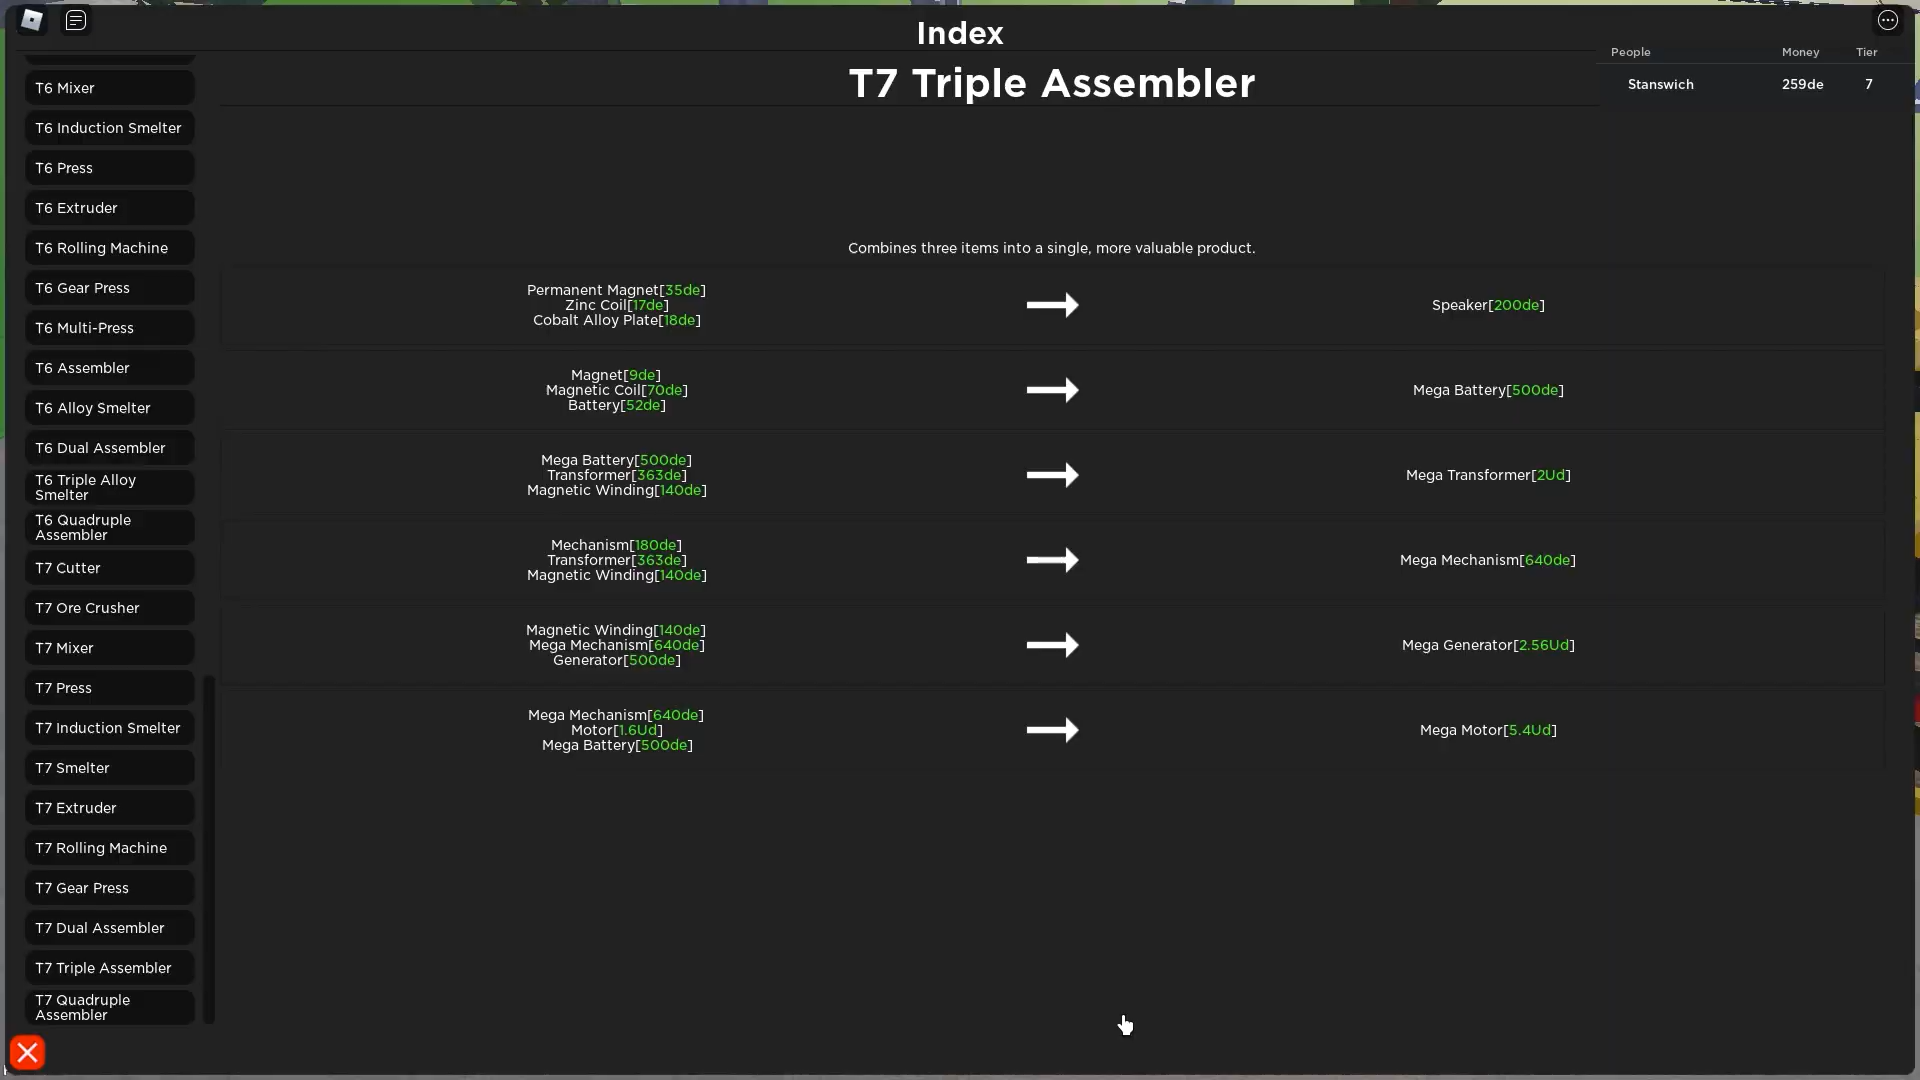 Index
People Money Tier
Stanswich 259de 7
T6 Mixer
T6 Induction Smelter
T6 Press
T6 Extruder
T6 Rolling Machine
T6 Gear Press
T6 Multi-Press
T6 Assembler
T6 Alloy Smelter
T6 Dual Assembler
T6 Triple Alloy
Smelter
T6 Quadruple
Assembler
T7 Cutter
T7 Ore Crusher
T7 Mixer
T7 Press
T7 Induction Smelter
T7 Smelter
T7 Extruder
T7 Rolling Machine
T7 Gear Press
T7 Dual Assembler
T7 Triple Assembler
T7 Quadruple
Assembler
T7 Triple Assembler
Combines three items into a single, more valuable product.
Permanent Magnet[35de]
Zinc Coil[17de]
Cobalt Alloy Plate[18de]
Speaker[200de]
Magnet[9de]
Magnetic Coil[70de]
Battery[52de]
Mega Battery[500de]
Mega Battery[500de]
Transformer[363de]
Magnetic Winding[140de]
Mega Transformer[2Ud]
Mechanism[180de]
Transformer[363de]
Magnetic Winding[140de]
Mega Mechanism[640de]
Magnetic Winding[140de]
Mega Mechanism[640de]
Generator[500de]
Mega Generator[2.56Ud]
Mega Mechanism[640de]
Motor[1.6Ud]
Mega Battery[500de]
Mega Motor[5.4Ud]